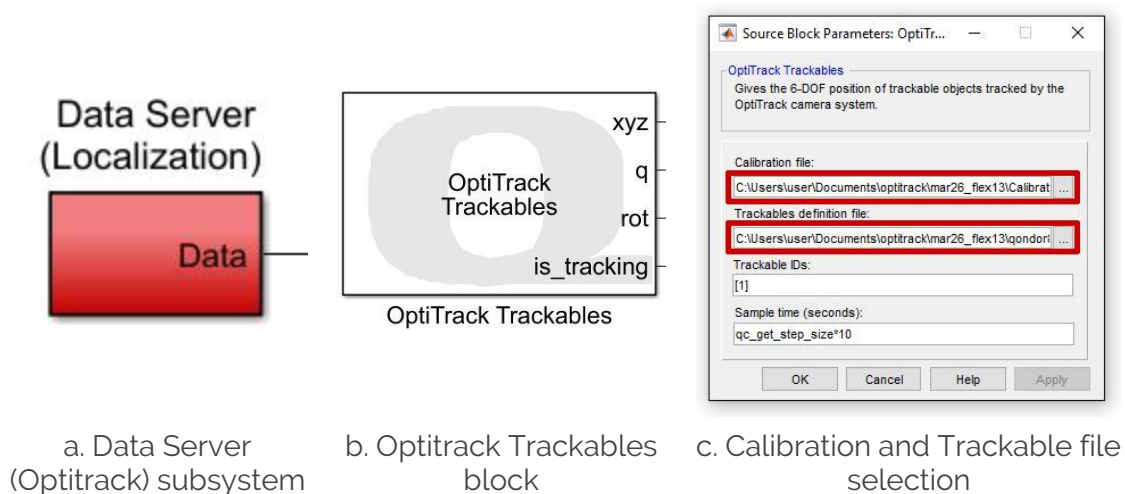 Data Server
(Localization)
Data
xyz
q
rot
is_tracking
OptiTrack
Trackables
OptiTrack Trackables
Source Block Parameters: OptiTr...
OptiTrack Trackables
Gives the 6-DOF position of trackable objects tracked by the
OptiTrack camera system.
Calibration file:
C:\Users\user\Documents\optitrack\mar26_flex13\Calibrat ...
Trackables definition file:
C:\Users\user\Documents\optitrack\mar26_flex13\qondor ...
Trackable IDs:
[1]
Sample time (seconds):
qc_get_step_size*10
OK Cancel Help Apply
a. Data Server
(Optitrack) subsystem
b. Optitrack Trackables
block
c. Calibration and Trackable file
selection